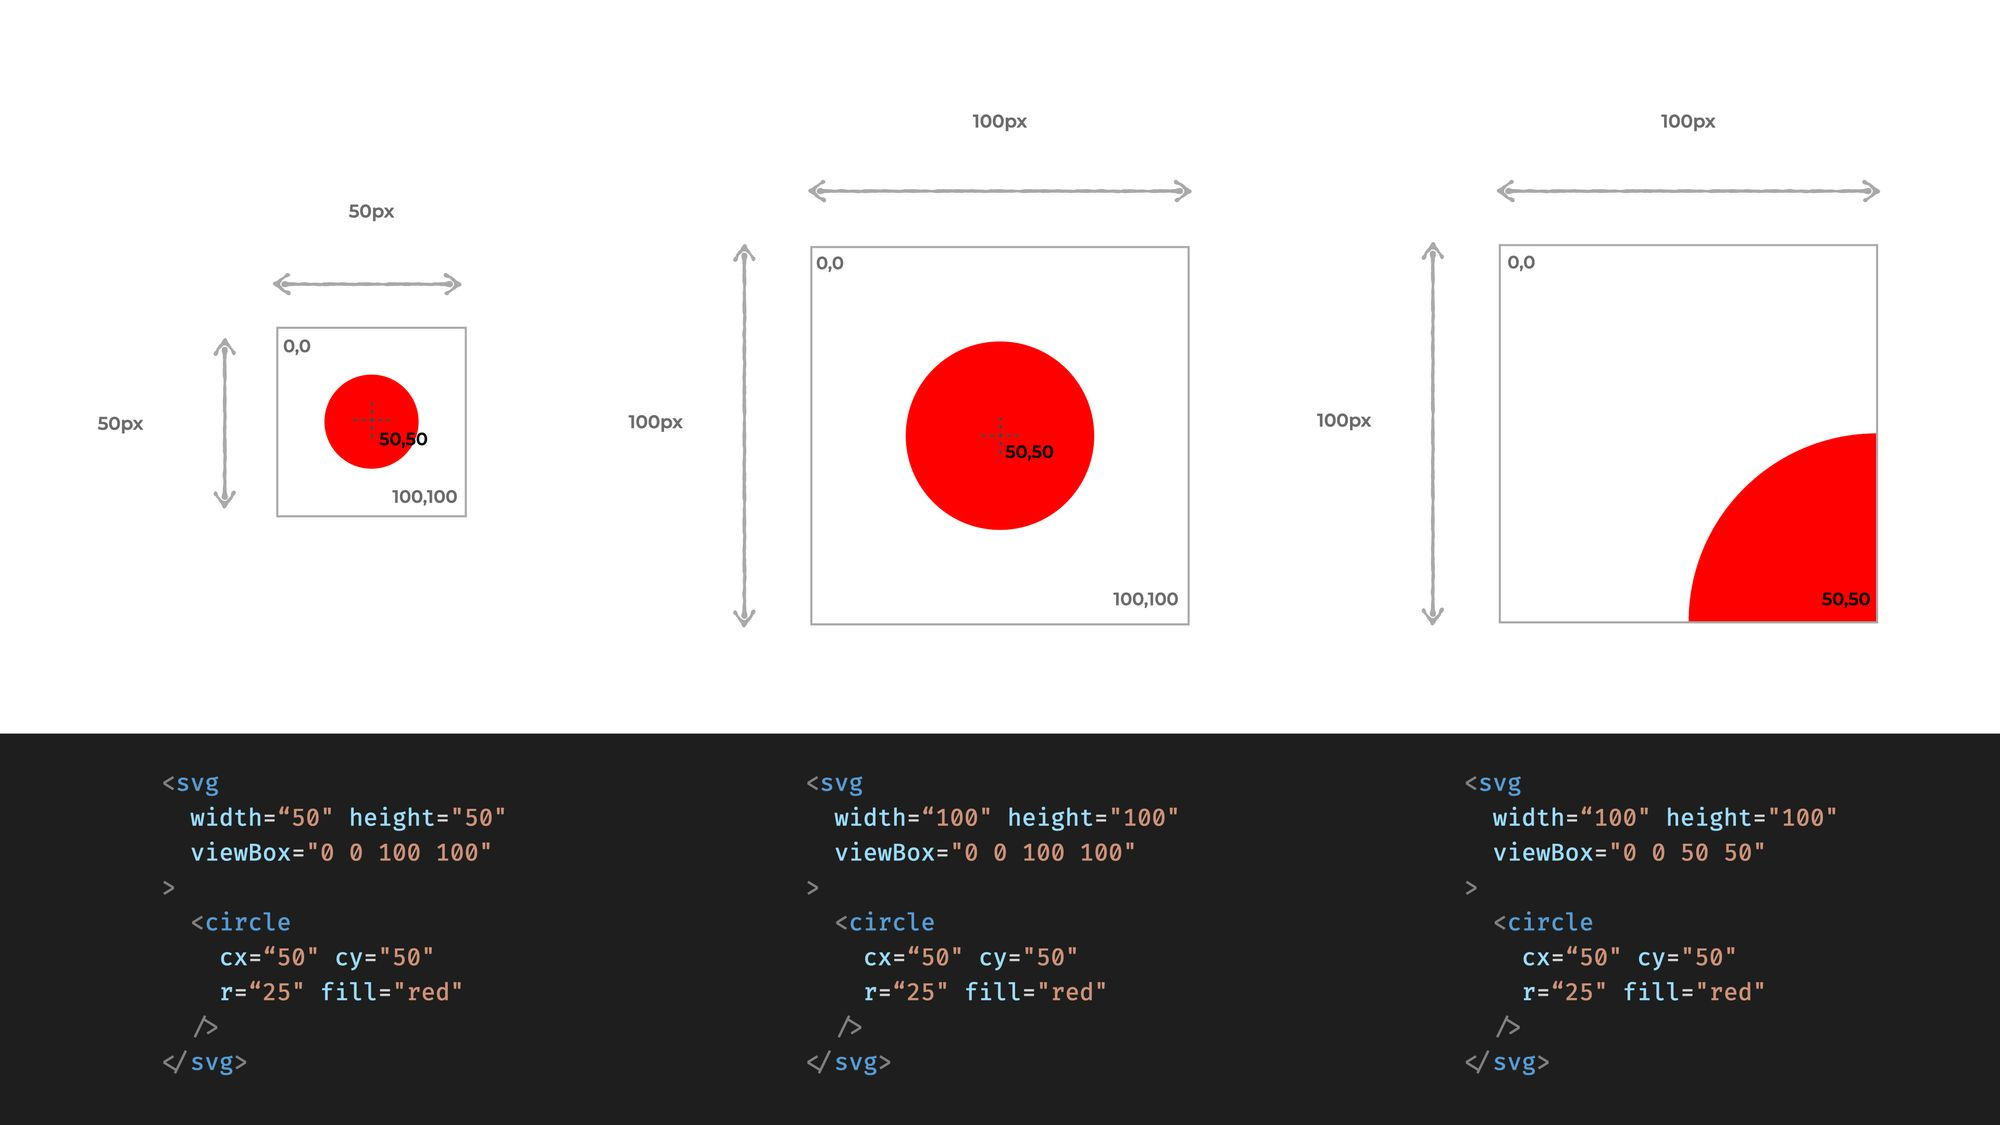 50px
50px
0,0
50,50
100,100
100px
100px
0,0
50,50
100,100
100px
100px
0,0
50,50
<svg
  width=“50" height="50"
  viewBox="0 0 100 100"
>
  <circle
    cx=“50" cy="50"
    r=“25" fill="red"
  />
</svg>
<svg
  width=“100" height="100"
  viewBox="0 0 100 100"
>
  <circle
    cx=“50" cy="50"
    r=“25" fill="red"
  />
</svg>
<svg
  width=“100" height="100"
  viewBox="0 0 50 50"
>
  <circle
    cx=“50" cy="50"
    r=“25" fill="red"
  />
</svg>